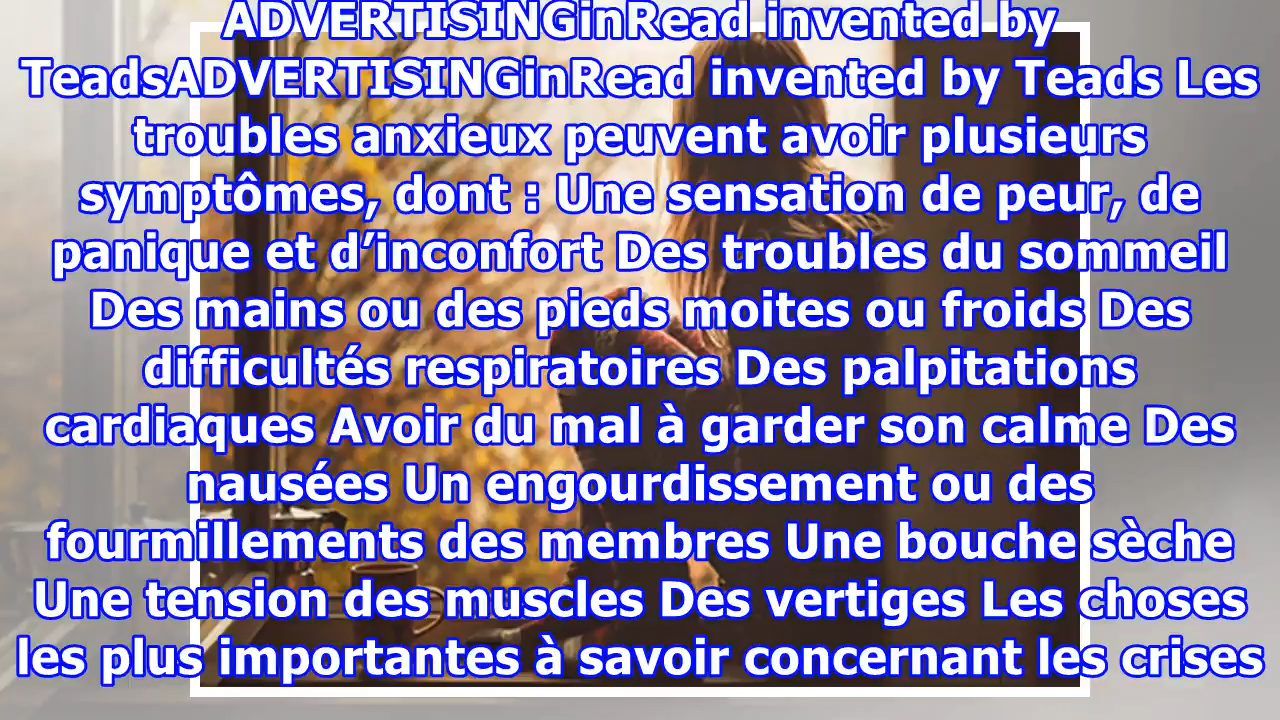 ADVERTISINGinRead invented by
TeadsADVERTISINGinRead invented by Teads Les
troubles anxieux peuvent avoir plusieurs
symptômes, dont : Une sensation de peur, de
panique et d’inconfort Des troubles du sommeil
Des mains ou des pieds moites ou froids Des
difficultés respiratoires Des palpitations
cardiaques Avoir du mal à garder son calme Des
nausées Un engourdissement ou des
fourmillements des membres Une bouche sèche
Une tension des muscles Des vertiges Les choses
les plus importantes à savoir concernant les crises